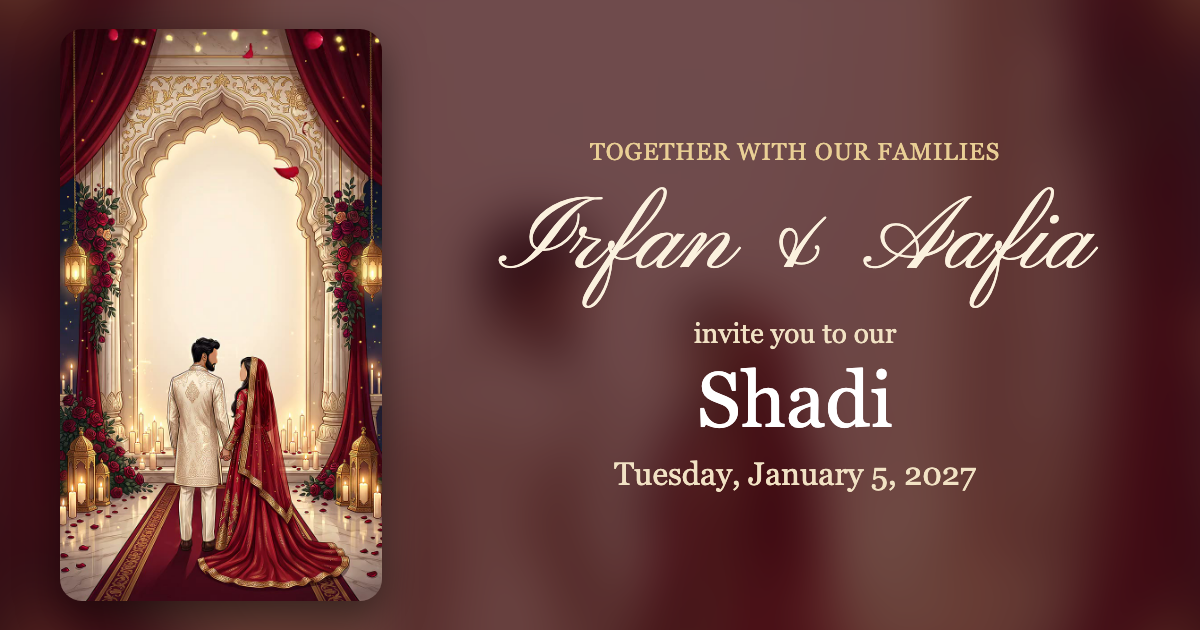 TOGETHER WITH OUR FAMILIES
Irfan & Aafia
invite you to our
Shadi
Tuesday, January 5, 2027